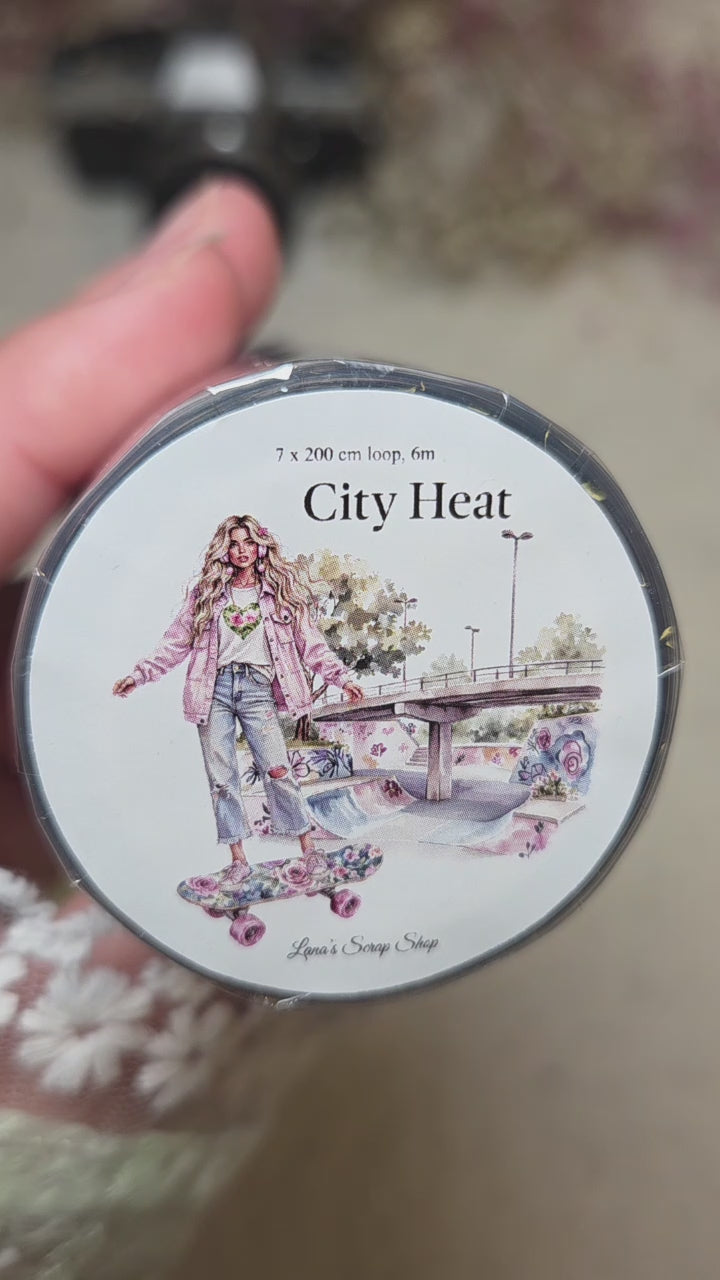 7 x 200 cm loop, 6m
City Heat
Lana's Scrap Shop